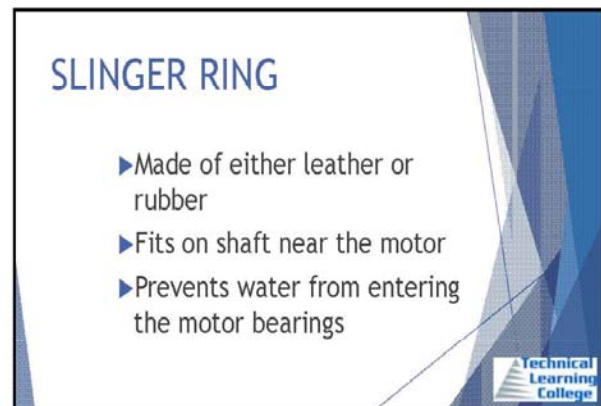 SLINGER RING
▶Made of either leather or
rubber
▶Fits on shaft near the motor
▶Prevents water from entering
the motor bearings
Technical
Learning
College